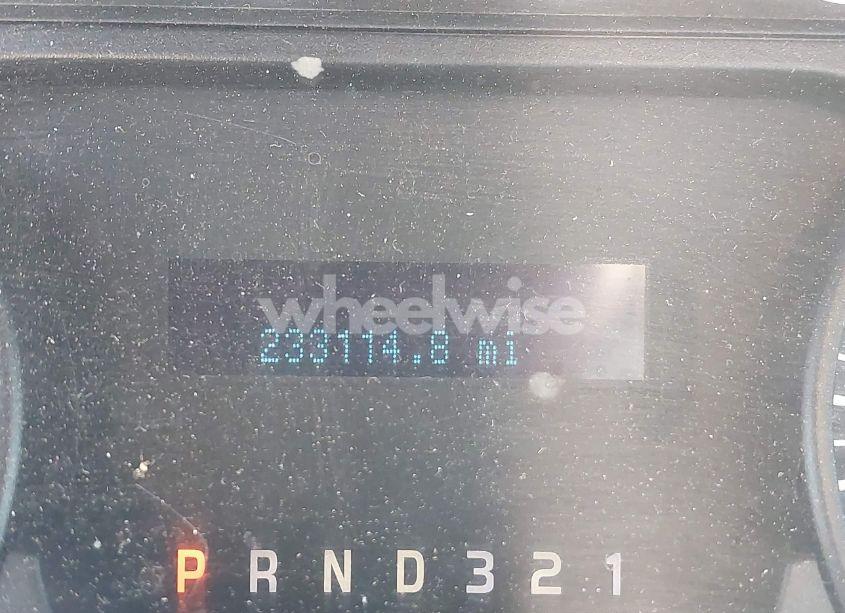 wheelwise
233114.8 mi
P R N D 3 2 1